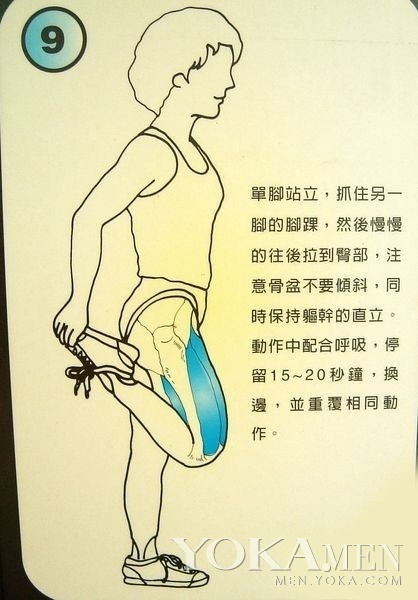 9
單腳站立，抓住另一
腳的腳踝，然後慢慢
的往後拉到臀部，注
意骨盆不要傾斜，同
時保持軀幹的直立。
動作中配合呼吸，停
留15~20秒鐘，換
邊，並重覆相同動
作。
YOKAMEN
MEN.YOKA.COM